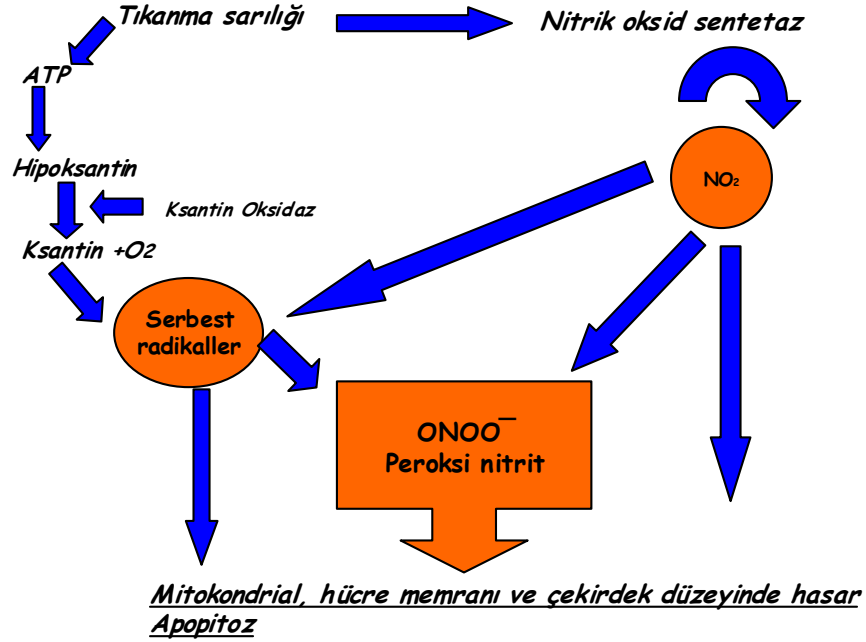 Tıkanma sarılığı
Nitrik oksid sentetaz
ATP
Hipoksantin
Ksantin Oksidaz
NO₂
Ksantin +O2
Serbest
radikaller
ONOO¯
Peroksi nitrit
Mitokondrial, hücre memranı ve çekirdek düzeyinde hasar
Apopitoz